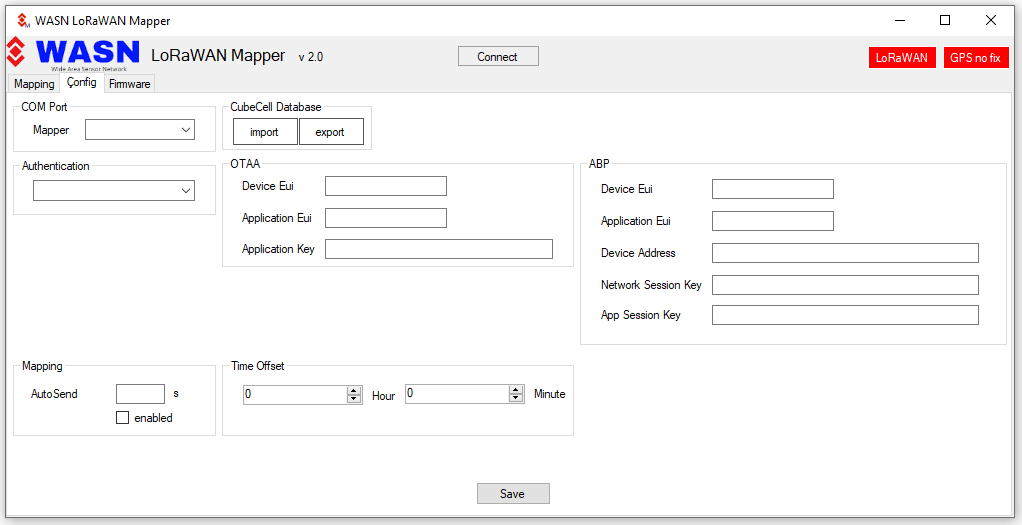 M WASN LoRaWAN Mapper
WASN LoRaWAN Mapper v 2.0 Connect LoRaWAN GPS no fix
Wide Area Sensor Network
Mapping Config Firmware
COM Port CubeCell Database
Mapper import export
Authentication OTAA ABP
Device Eui Device Eui
Application Eui Application Eui
Application Key Device Address
Network Session Key
App Session Key
Mapping Time Offset
AutoSend s 0 Hour 0 Minute
enabled
Save